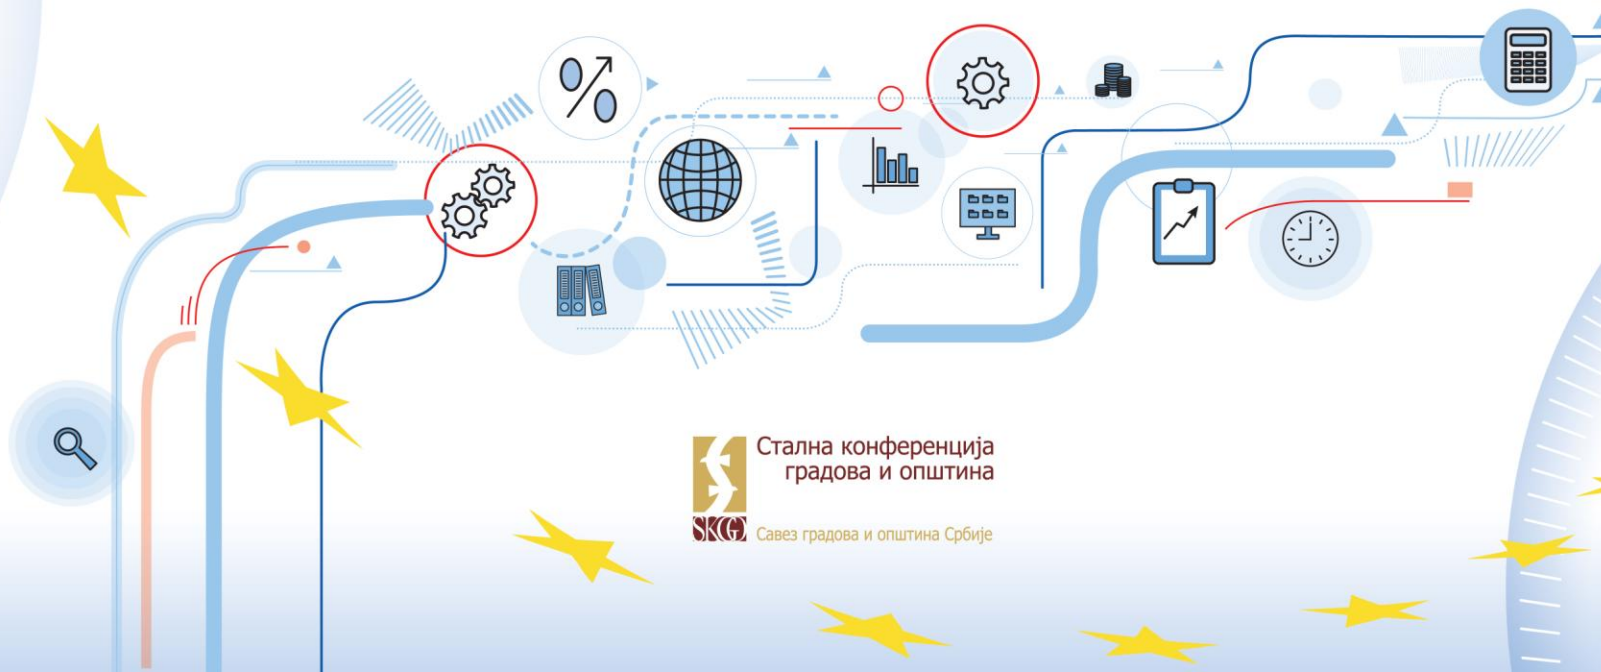 Стална конференција
градова и општина
SKGO
Савез градова и општина Србије